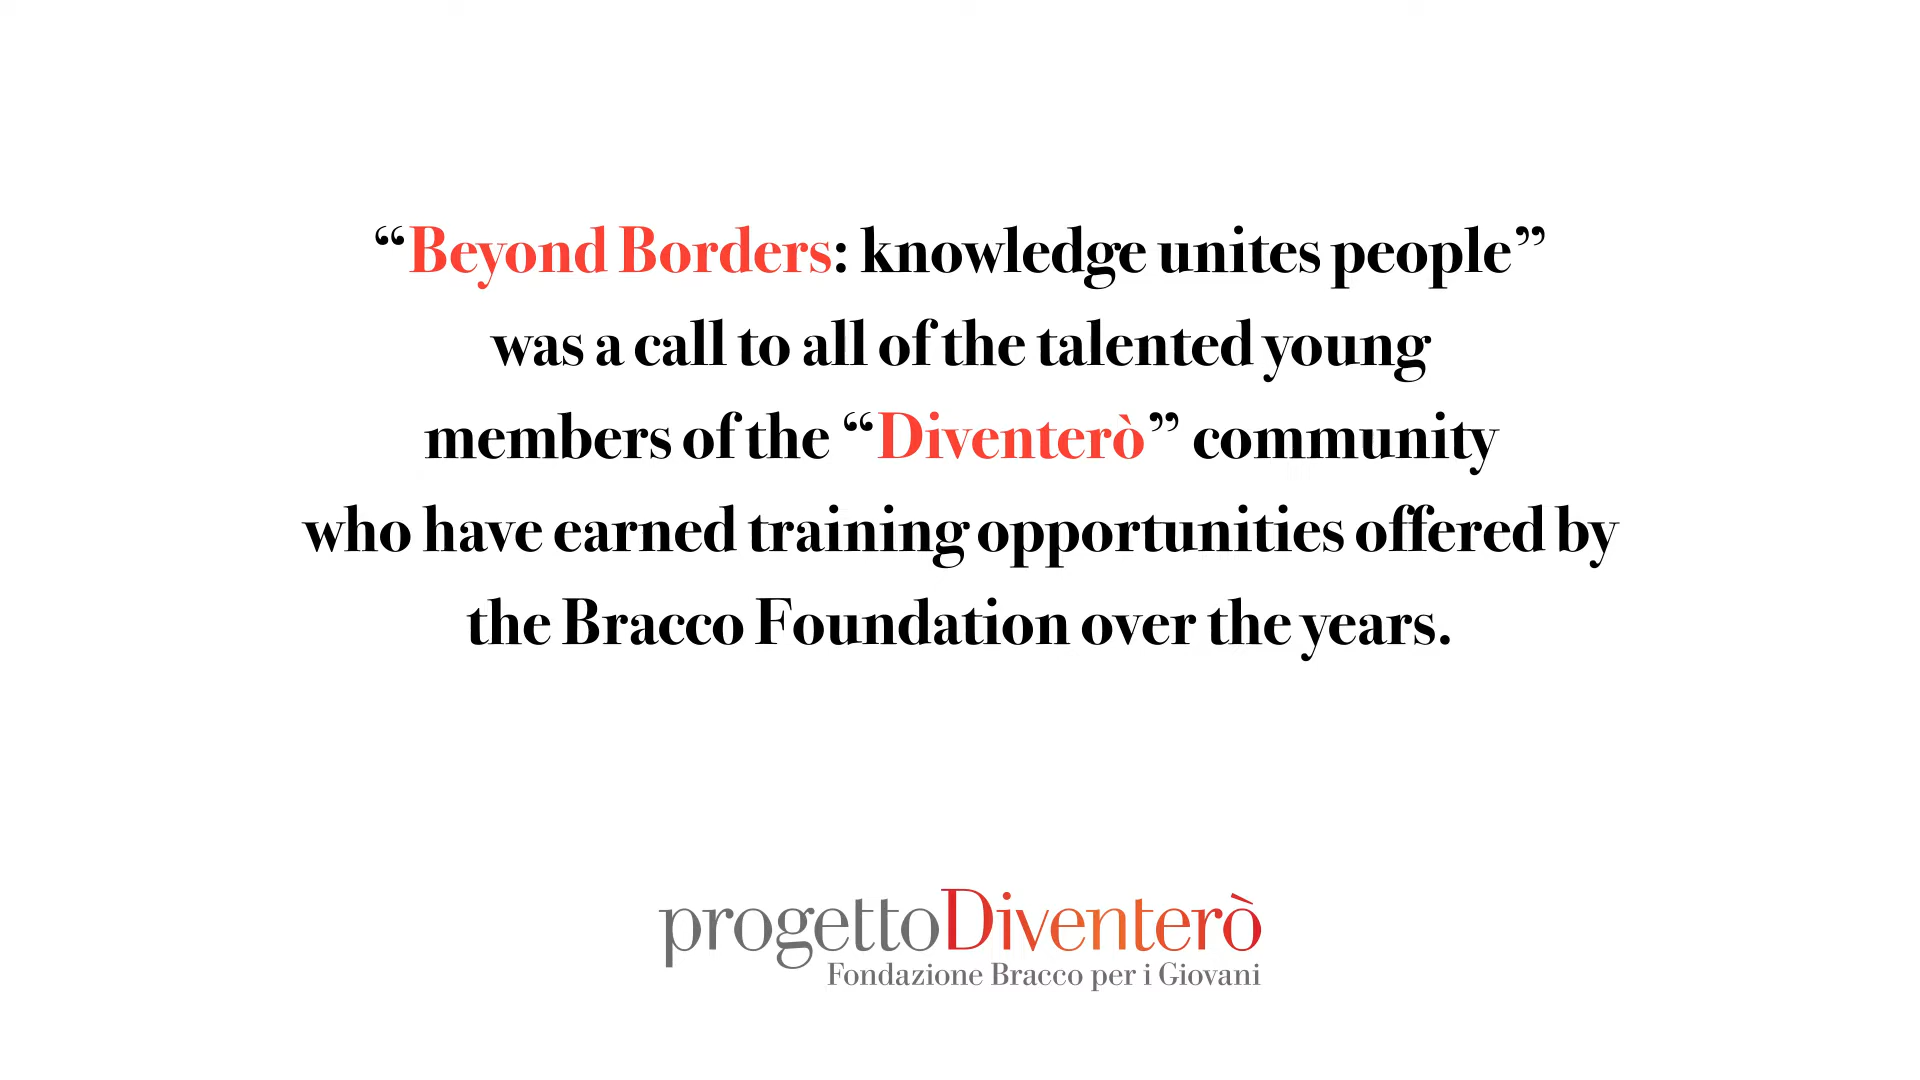 “Beyond Borders: knowledge unites people”
was a call to all of the talented young
members of the “Diventerò” community
who have earned training opportunities offered by
the Bracco Foundation over the years.
progettoDiventerò
Fondazione Bracco per i Giovani